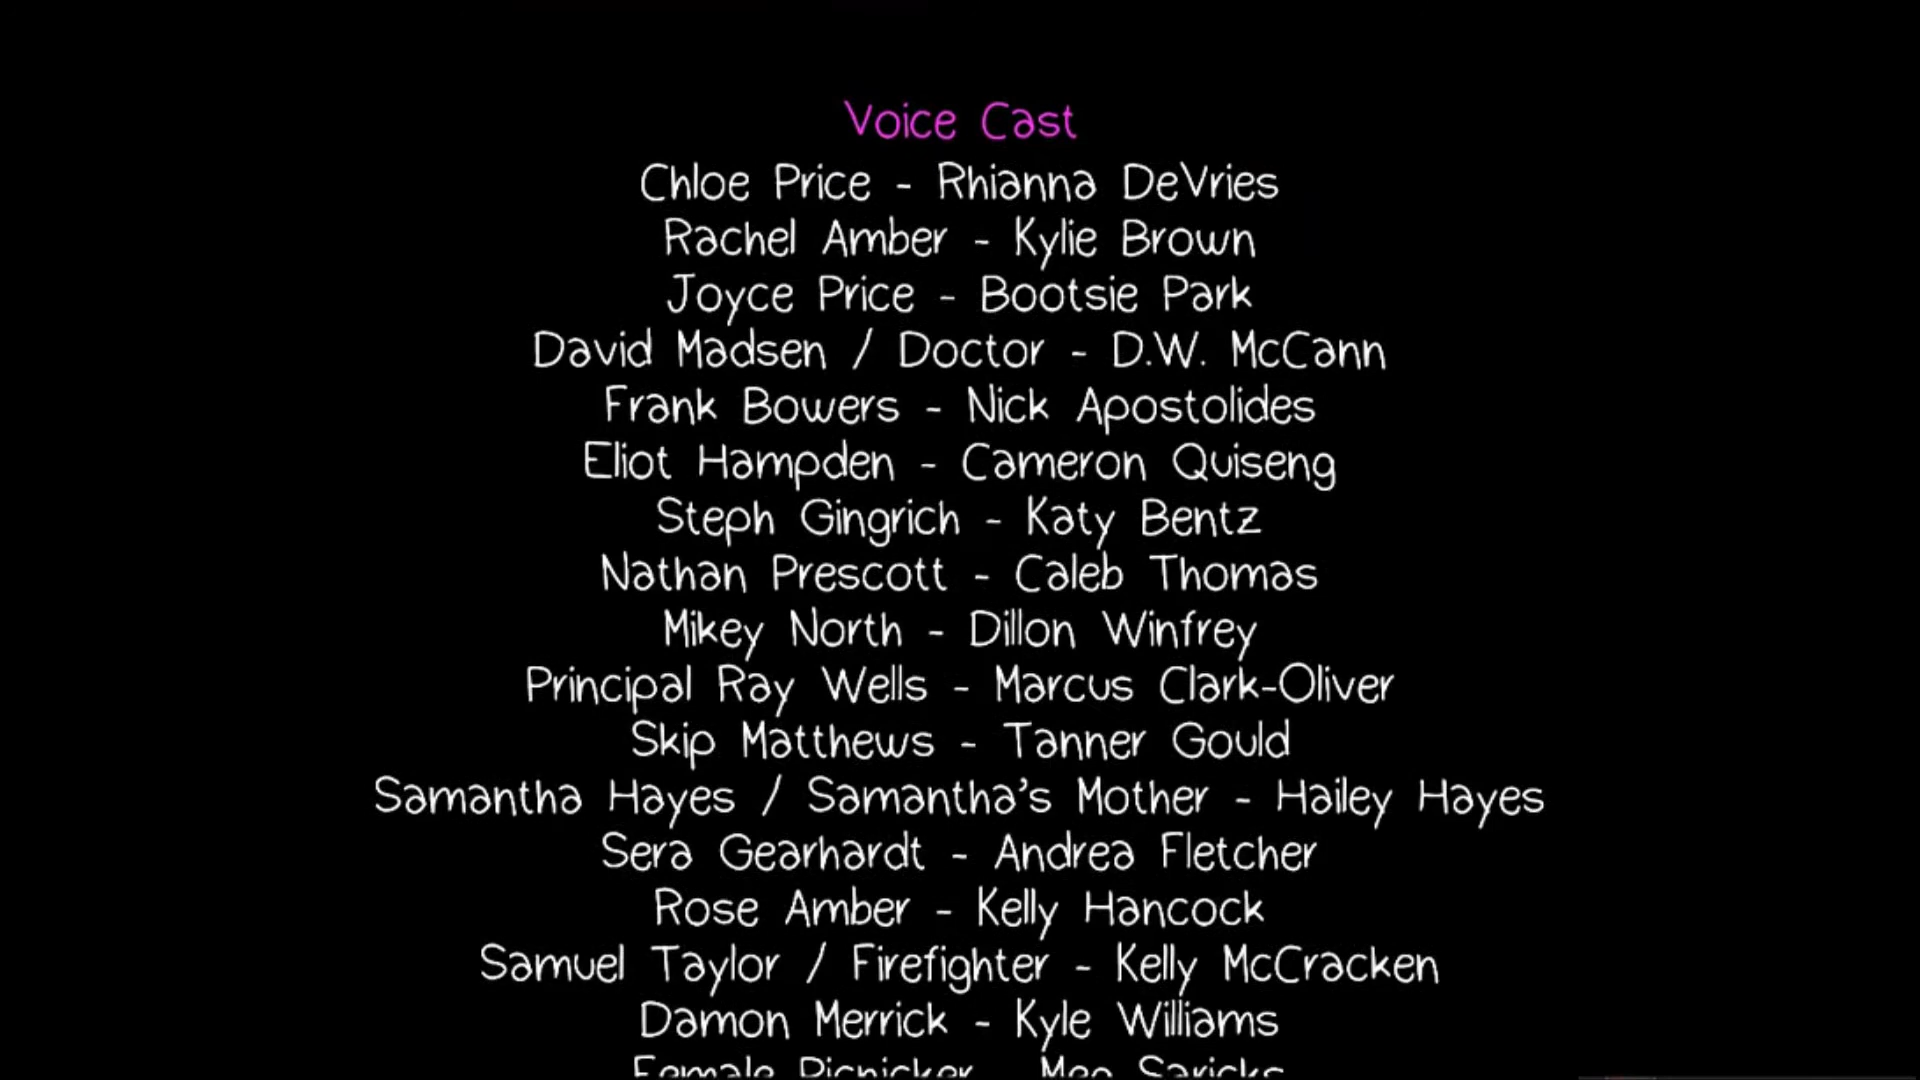 Voice Cast
Chloe Price - Rhianna DeVries
Rachel Amber - Kylie Brown
Joyce Price - Bootsie Park
David Madsen / Doctor - D.W. McCann
Frank Bowers - Nick Apostolides
Eliot Hampden - Cameron Quiseng
Steph Gingrich - Katy Bentz
Nathan Prescott - Caleb Thomas
Mikey North - Dillon Winfrey
Principal Ray Wells - Marcus Clark-Oliver
Skip Matthews - Tanner Gould
Samantha Hayes / Samantha's Mother - Hailey Hayes
Sera Gearhardt - Andrea Fletcher
Rose Amber - Kelly Hancock
Samuel Taylor / Firefighter - Kelly McCracken
Damon Merrick - Kyle Williams
Female Picnicker -